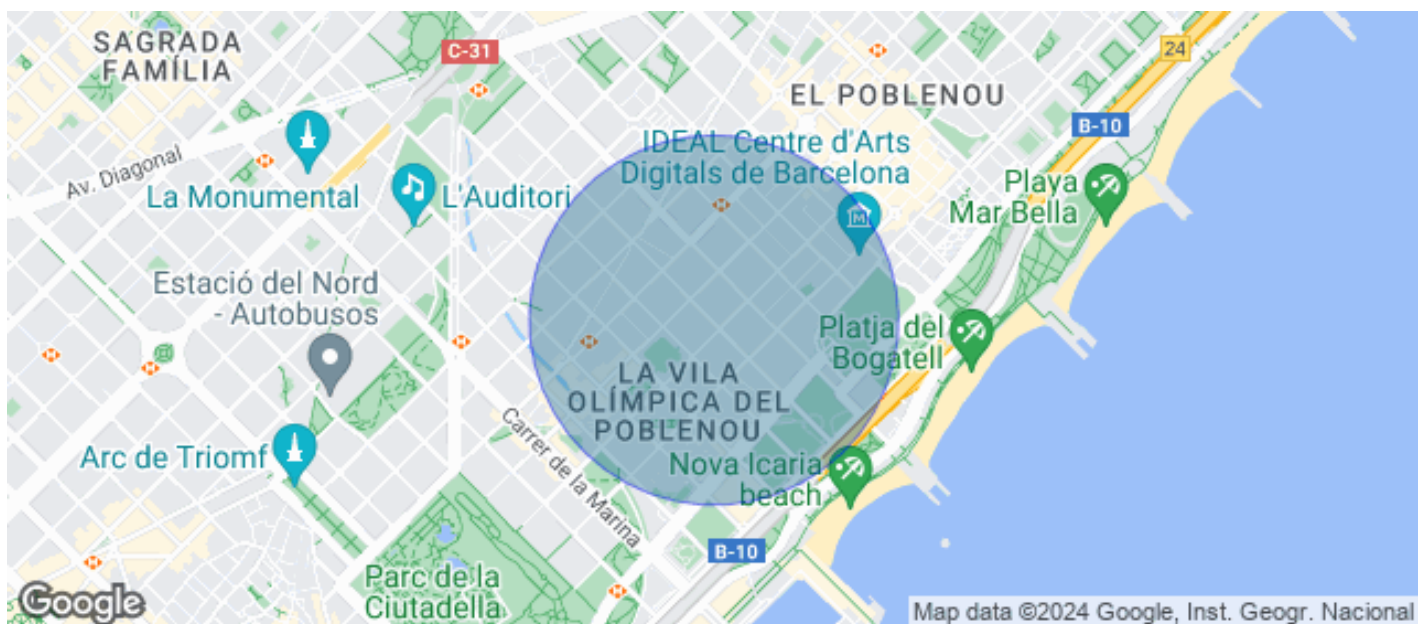 SAGRADA
FAMÍLIA
C-31
24
EL POBLENOU
B-10
IDEAL Centre d'Arts
Digitals de Barcelona
Av. Diagonal
La Monumental
L'Auditori
Playa
Mar Bella
Estació del Nord
- Autobusos
Platja del
Bogatell
LA VILA
OLÍMPICA DEL
POBLENOU
Carrer de la Marina
Arc de Triomf
Nova Icaria
beach
B-10
Parc de la
Ciutadella
Google
Map data ©2024 Google, Inst. Geogr. Nacional